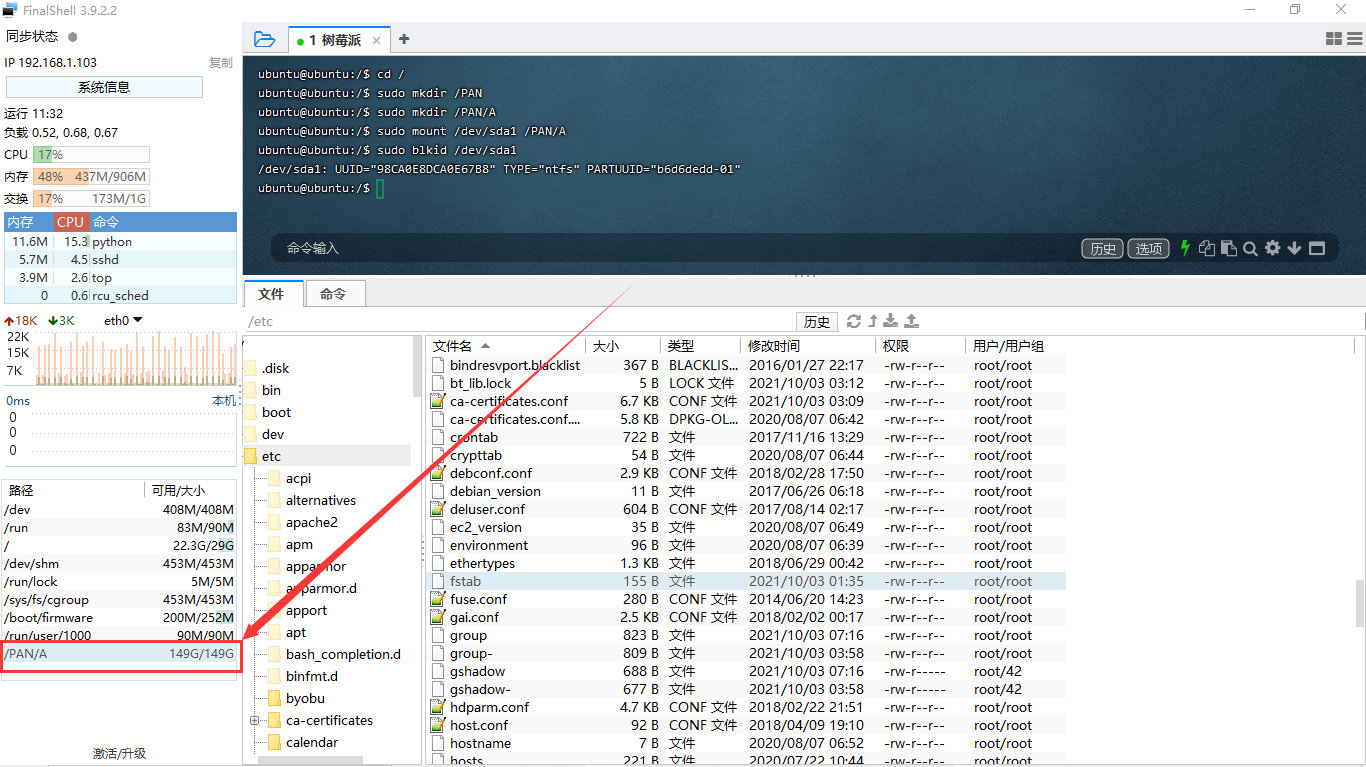 FinalShell 3.9.2.2
同步状态
IP 192.168.1.103 复制
系统信息
运行 11:32
负载 0.52, 0.68, 0.67
CPU 17%
内存 48% 437M/906M
交换 17% 173M/1G
内存 CPU 命令
11.6M 15.3 python
5.7M 4.5 sshd
3.9M 2.6 top
0 0.6 rcu_sched
18K 3K eth0
22K
15K
7K
0ms 本机
0
0
0
路径 可用/大小
/dev 408M/408M
/run 83M/90M
/ 22.3G/29G
/dev/shm 453M/453M
/run/lock 5M/5M
/sys/fs/cgroup 453M/453M
/boot/firmware 200M/252M
/run/user/1000 90M/90M
/PAN/A 149G/149G
激活/升级
1 树莓派
ubuntu@ubuntu:/$ cd /
ubuntu@ubuntu:/$ sudo mkdir /PAN
ubuntu@ubuntu:/$ sudo mkdir /PAN/A
ubuntu@ubuntu:/$ sudo mount /dev/sda1 /PAN/A
ubuntu@ubuntu:/$ sudo blkid /dev/sda1
/dev/sda1: UUID="98CA0E8DCA0E67B8" TYPE="ntfs" PARTUUID="b6d6dedd-01"
ubuntu@ubuntu:/$
命令输入 历史 选项
文件 命令
/etc 历史
/
.disk
bin
boot
dev
etc
acpi
alternatives
apache2
apm
apparmor
apparmor.d
apport
apt
bash_completion.d
binfmt.d
byobu
ca-certificates
calendar
文件名 大小 类型 修改时间 权限 用户/用户组
bindresvport.blacklist 367 B BLACKLIS... 2016/01/27 22:17 -rw-r--r-- root/root
bt_lib.lock 5 B LOCK 文件 2021/10/03 03:12 -rw-r--r-- root/root
ca-certificates.conf 6.7 KB CONF 文件 2021/10/03 03:09 -rw-r--r-- root/root
ca-certificates.conf.... 5.8 KB DPKG-OL... 2020/08/07 06:42 -rw-r--r-- root/root
crontab 722 B 文件 2017/11/16 13:29 -rw-r--r-- root/root
crypttab 54 B 文件 2020/08/07 06:44 -rw-r--r-- root/root
debconf.conf 2.9 KB CONF 文件 2018/02/28 17:50 -rw-r--r-- root/root
debian_version 11 B 文件 2017/06/26 06:18 -rw-r--r-- root/root
deluser.conf 604 B CONF 文件 2017/08/14 02:17 -rw-r--r-- root/root
ec2_version 35 B 文件 2020/08/07 06:49 -rw-r--r-- root/root
environment 96 B 文件 2020/08/07 06:39 -rw-r--r-- root/root
ethertypes 1.3 KB 文件 2018/06/29 00:42 -rw-r--r-- root/root
fstab 155 B 文件 2021/10/03 01:35 -rw-r--r-- root/root
fuse.conf 280 B CONF 文件 2014/06/20 14:23 -rw-r--r-- root/root
gai.conf 2.5 KB CONF 文件 2018/02/02 00:17 -rw-r--r-- root/root
group 823 B 文件 2021/10/03 07:16 -rw-r--r-- root/root
group- 809 B 文件 2021/10/03 03:58 -rw-r--r-- root/root
gshadow 688 B 文件 2021/10/03 07:16 -rw-r----- root/42
gshadow- 677 B 文件 2021/10/03 03:58 -rw-r----- root/42
hdparm.conf 4.7 KB CONF 文件 2018/02/22 21:51 -rw-r--r-- root/root
host.conf 92 B CONF 文件 2018/04/09 19:10 -rw-r--r-- root/root
hostname 7 B 文件 2020/08/07 06:52 -rw-r--r-- root/root
hosts 221 B 文件 2020/07/22 10:44 -rw-r--r-- root/root